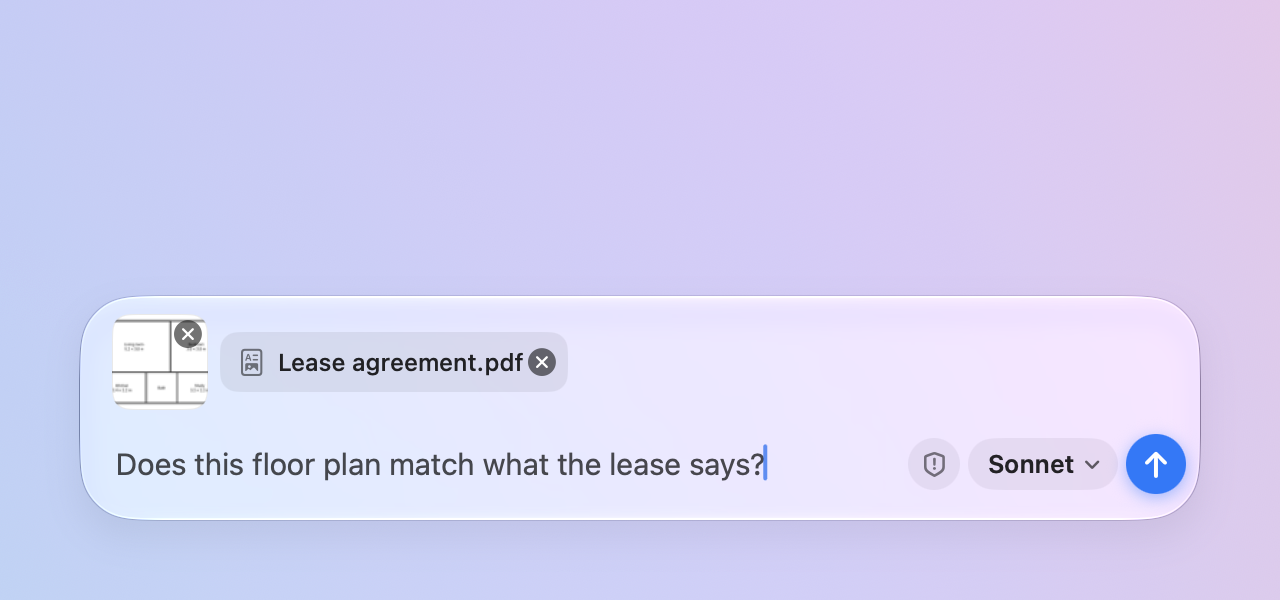 Lease agreement.pdf
Does this floor plan match what the lease says?
Sonnet